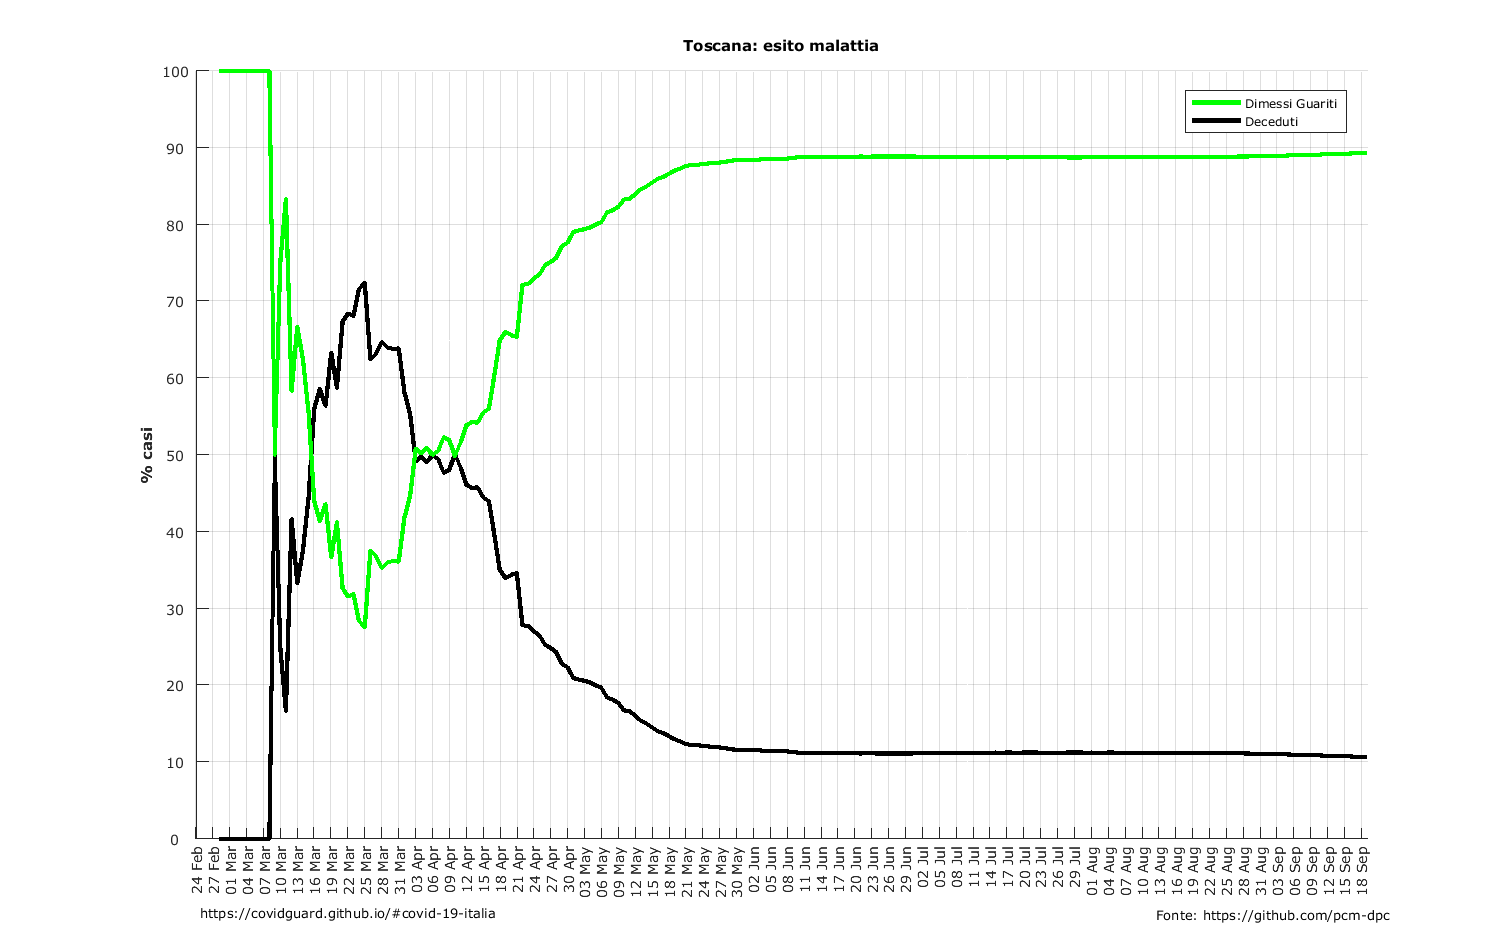 Toscana: esito malattia
Dimessi Guariti
Deceduti
% casi
100
90
80
70
60
50
40
30
20
10
0
24 Feb
27 Feb
01 Mar
04 Mar
07 Mar
10 Mar
13 Mar
16 Mar
19 Mar
22 Mar
25 Mar
28 Mar
31 Mar
03 Apr
06 Apr
09 Apr
12 Apr
15 Apr
18 Apr
21 Apr
24 Apr
27 Apr
30 Apr
03 May
06 May
09 May
12 May
15 May
18 May
21 May
24 May
27 May
30 May
02 Jun
05 Jun
08 Jun
11 Jun
14 Jun
17 Jun
20 Jun
23 Jun
26 Jun
29 Jun
02 Jul
05 Jul
08 Jul
11 Jul
14 Jul
17 Jul
20 Jul
23 Jul
26 Jul
29 Jul
01 Aug
04 Aug
07 Aug
10 Aug
13 Aug
16 Aug
19 Aug
22 Aug
25 Aug
28 Aug
31 Aug
03 Sep
06 Sep
09 Sep
12 Sep
15 Sep
18 Sep
https://covidguard.github.io/#covid-19-italia
Fonte: https://github.com/pcm-dpc